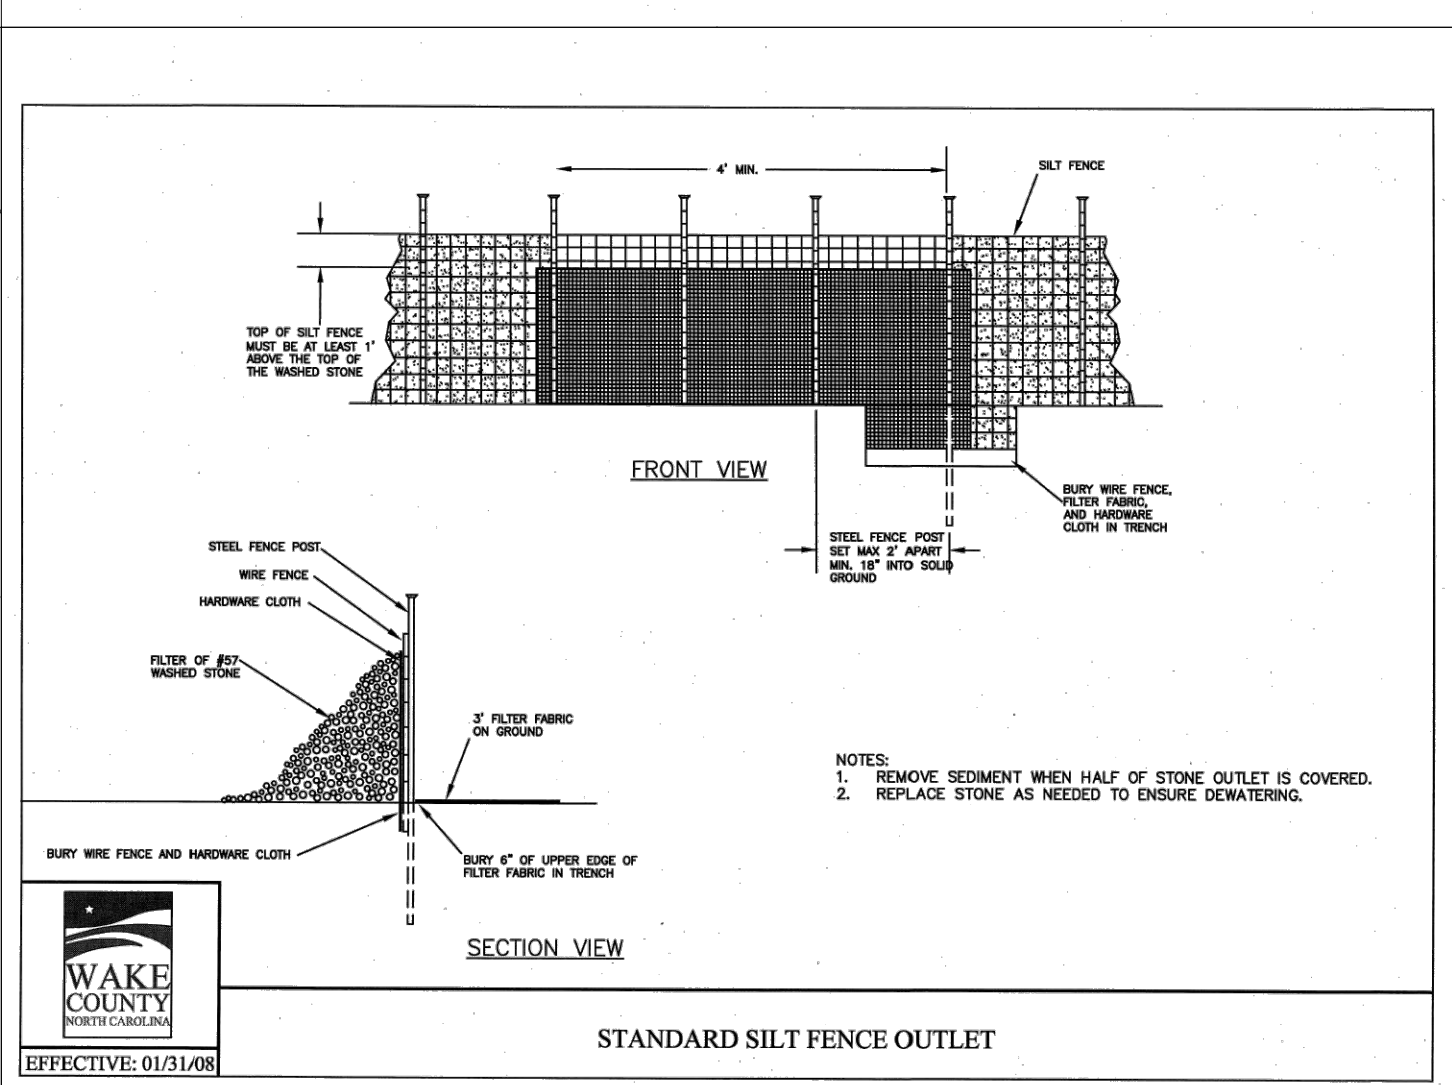 4' MIN.
SILT FENCE
TOP OF SILT FENCE
MUST BE AT LEAST 1'
ABOVE THE TOP OF
THE WASHED STONE
FRONT VIEW
BURY WIRE FENCE,
FILTER FABRIC,
AND HARDWARE
CLOTH IN TRENCH
STEEL FENCE POST
SET MAX 2' APART
MIN. 18" INTO SOLID
GROUND
STEEL FENCE POST
WIRE FENCE
HARDWARE CLOTH
FILTER OF #57
WASHED STONE
3' FILTER FABRIC
ON GROUND
NOTES:
1. REMOVE SEDIMENT WHEN HALF OF STONE OUTLET IS COVERED.
2. REPLACE STONE AS NEEDED TO ENSURE DEWATERING.
BURY WIRE FENCE AND HARDWARE CLOTH
BURY 6" OF UPPER EDGE OF
FILTER FABRIC IN TRENCH
SECTION VIEW
WAKE
COUNTY
NORTH CAROLINA
EFFECTIVE: 01/31/08
STANDARD SILT FENCE OUTLET